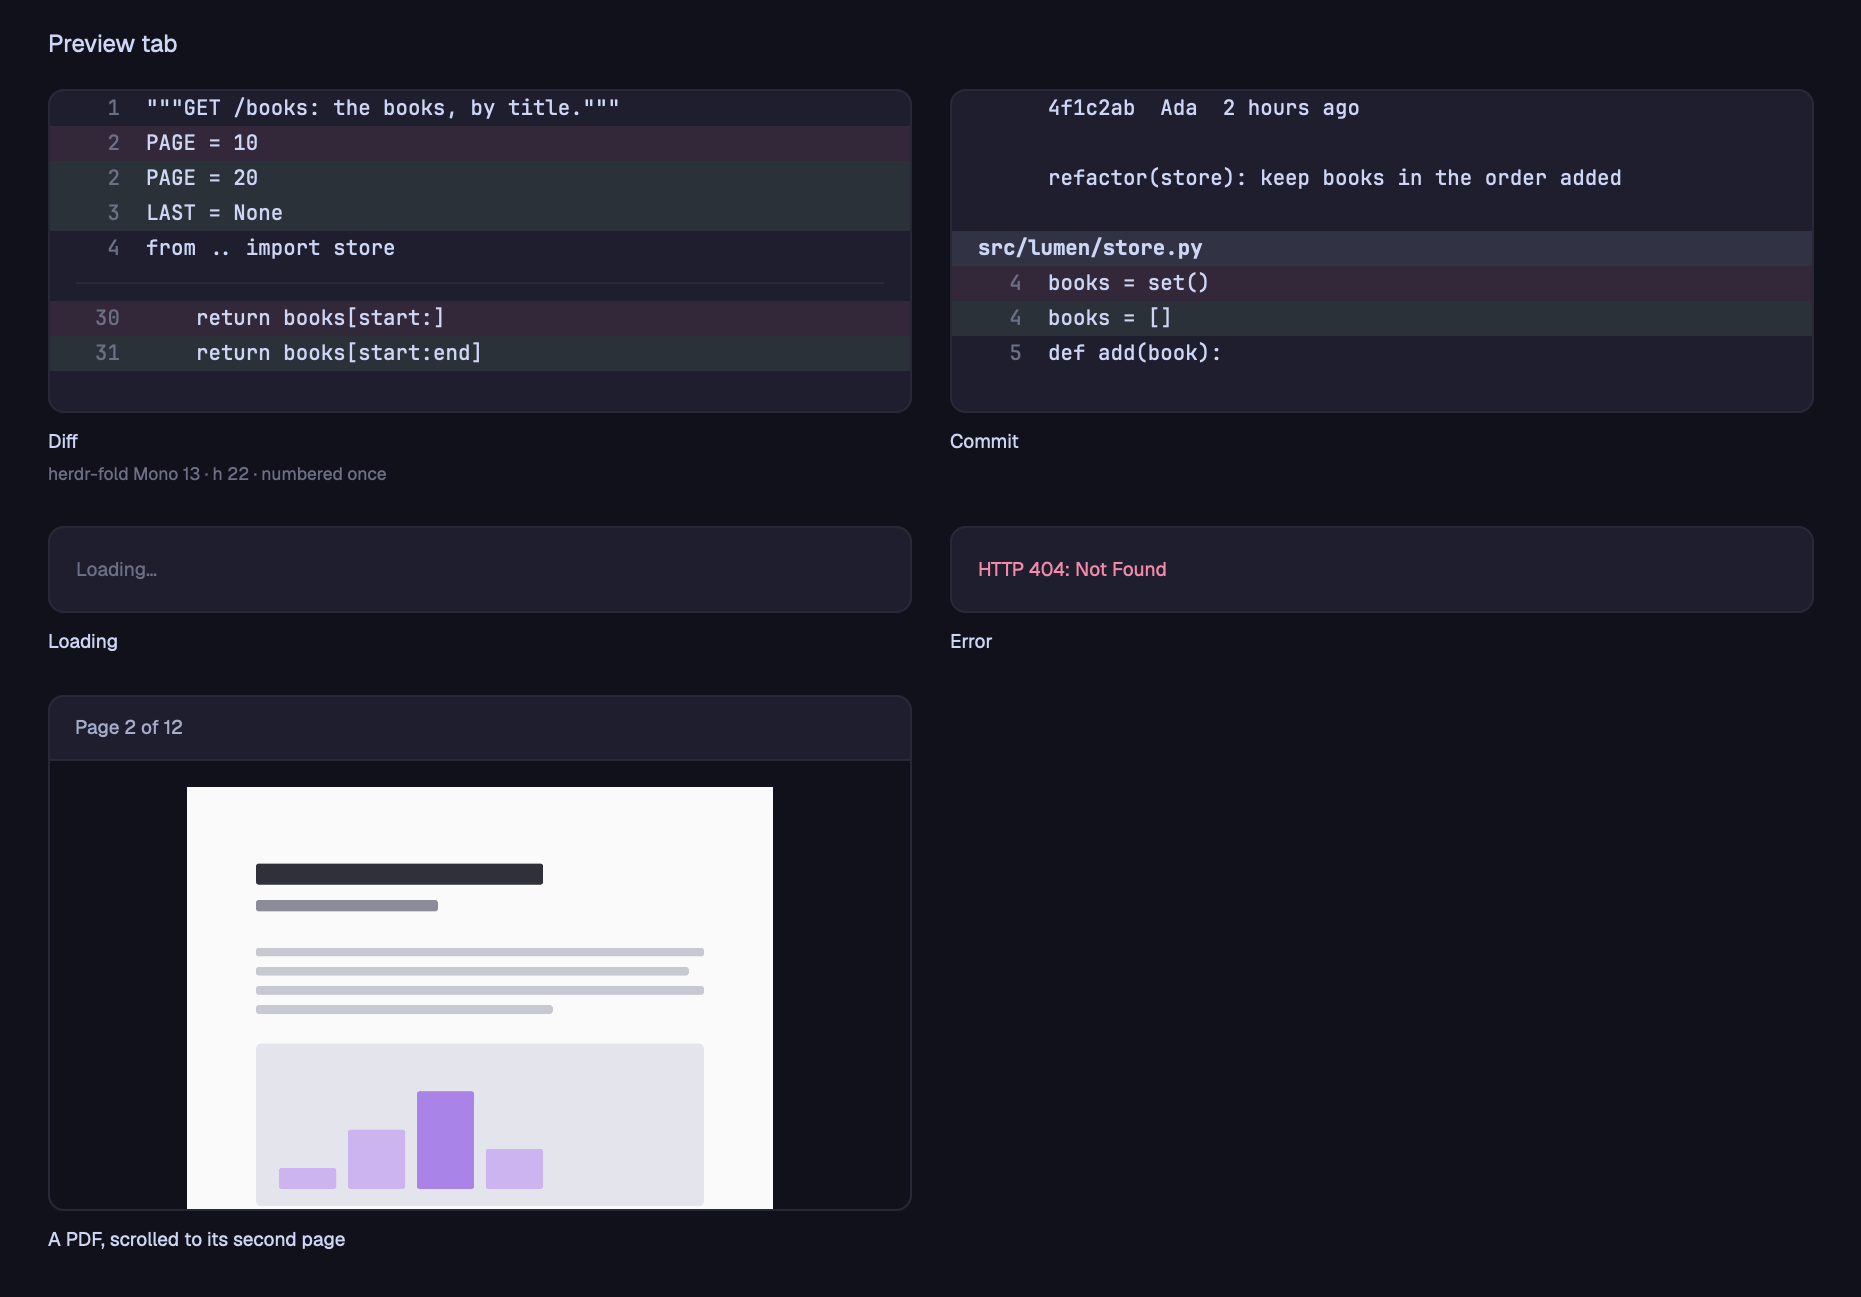 Preview tab
1 """GET /books: the books, by title."""
2 PAGE = 10
2 PAGE = 20
3 LAST = None
4 from .. import store
30     return books[start:]
31     return books[start:end]
Diff
herdr-fold Mono 13 · h 22 · numbered once
4f1c2ab  Ada  2 hours ago
refactor(store): keep books in the order added
src/lumen/store.py
4 books = set()
4 books = []
5 def add(book):
Commit
Loading…
Loading
HTTP 404: Not Found
Error
Page 2 of 12
A PDF, scrolled to its second page